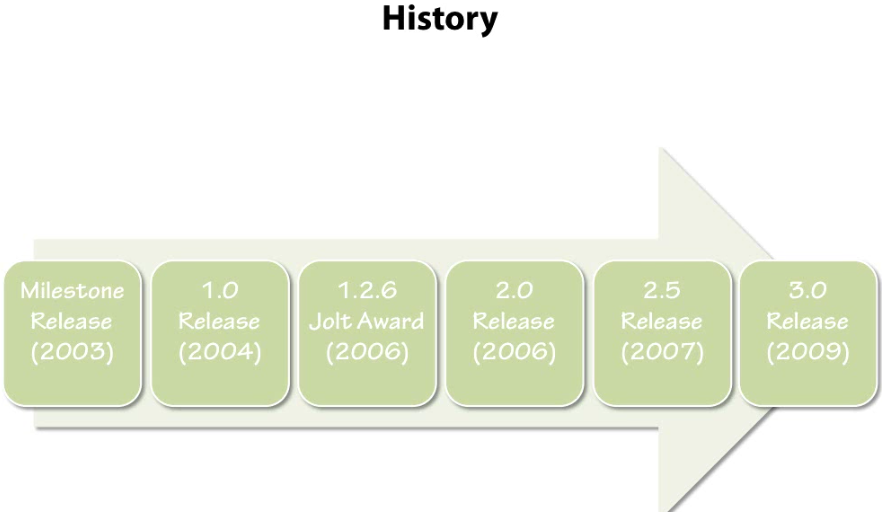 History
Milestone
Release
(2003)
1.0
Release
(2004)
1.2.6
Jolt Award
(2006)
2.0
Release
(2006)
2.5
Release
(2007)
3.0
Release
(2009)